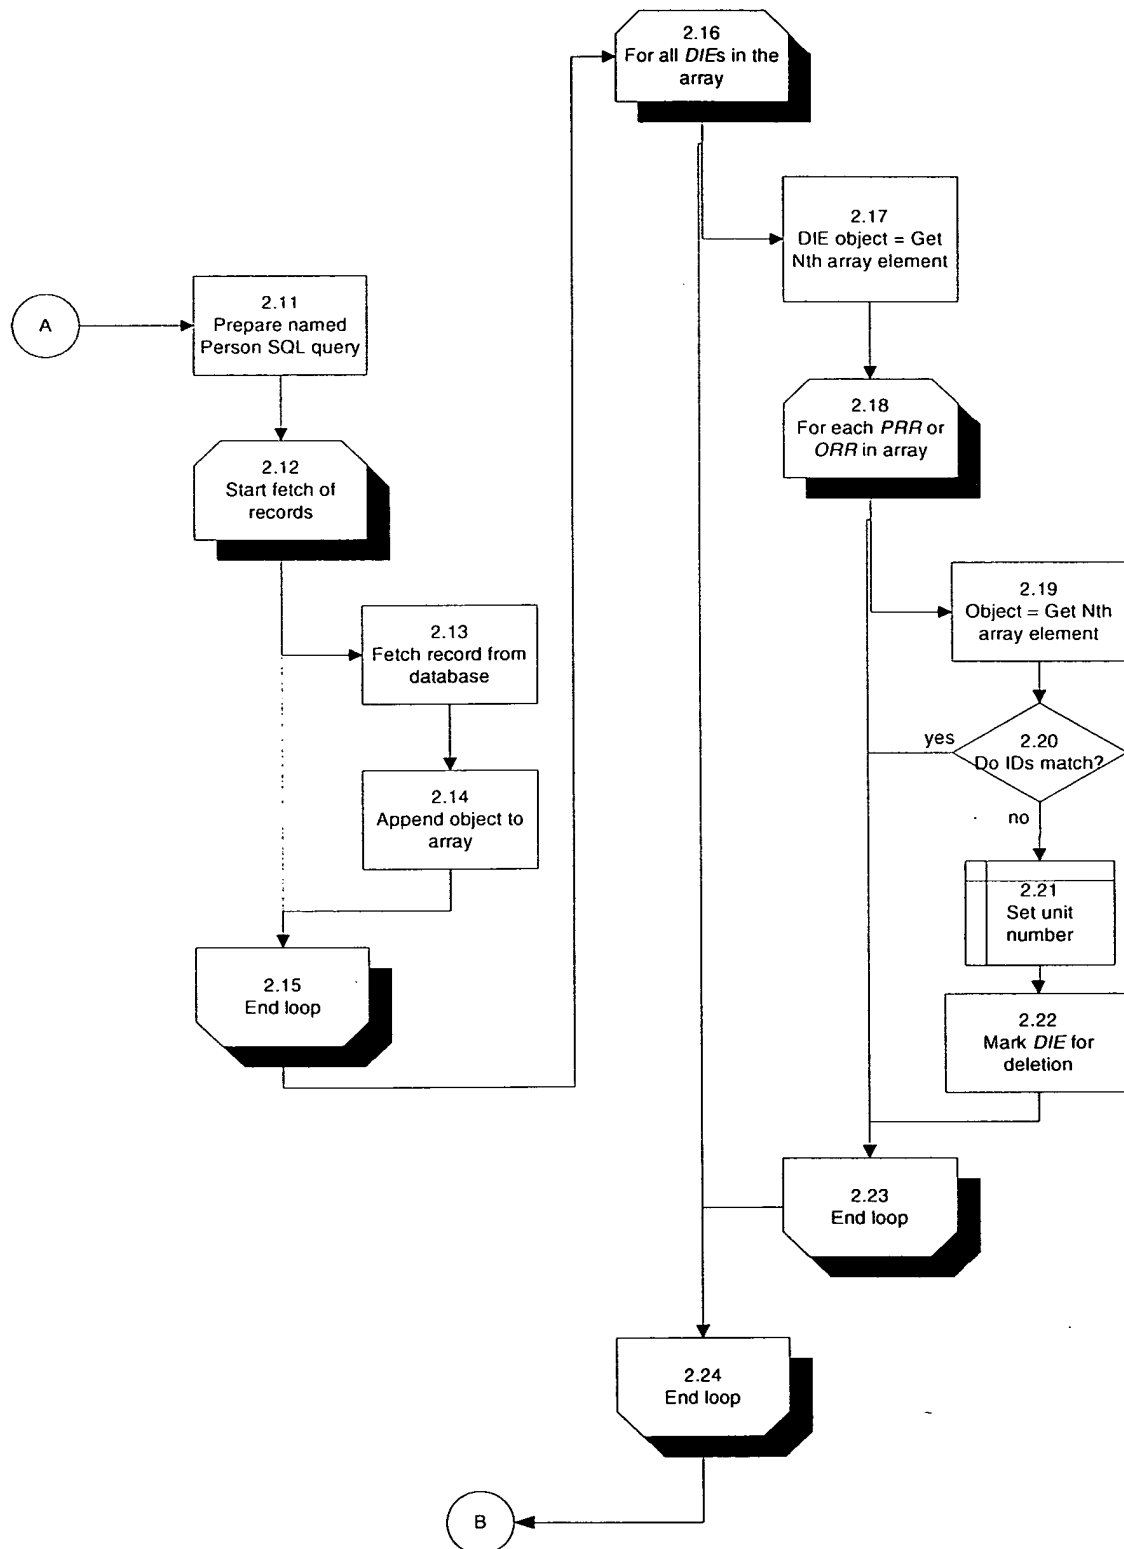 A
2.11
Prepare named
Person SQL query
2.12
Start fetch of
records
2.13
Fetch record from
database
2.14
Append object to
array
2.15
End loop
2.16
For all DIEs in the
array
2.17
DIE object = Get
Nth array element
2.18
For each PRR or
ORR in array
2.19
Object = Get Nth
array element
2.20
Do IDs match?
yes
no
2.21
Set unit
number
2.22
Mark DIE for
deletion
2.23
End loop
2.24
End loop
B